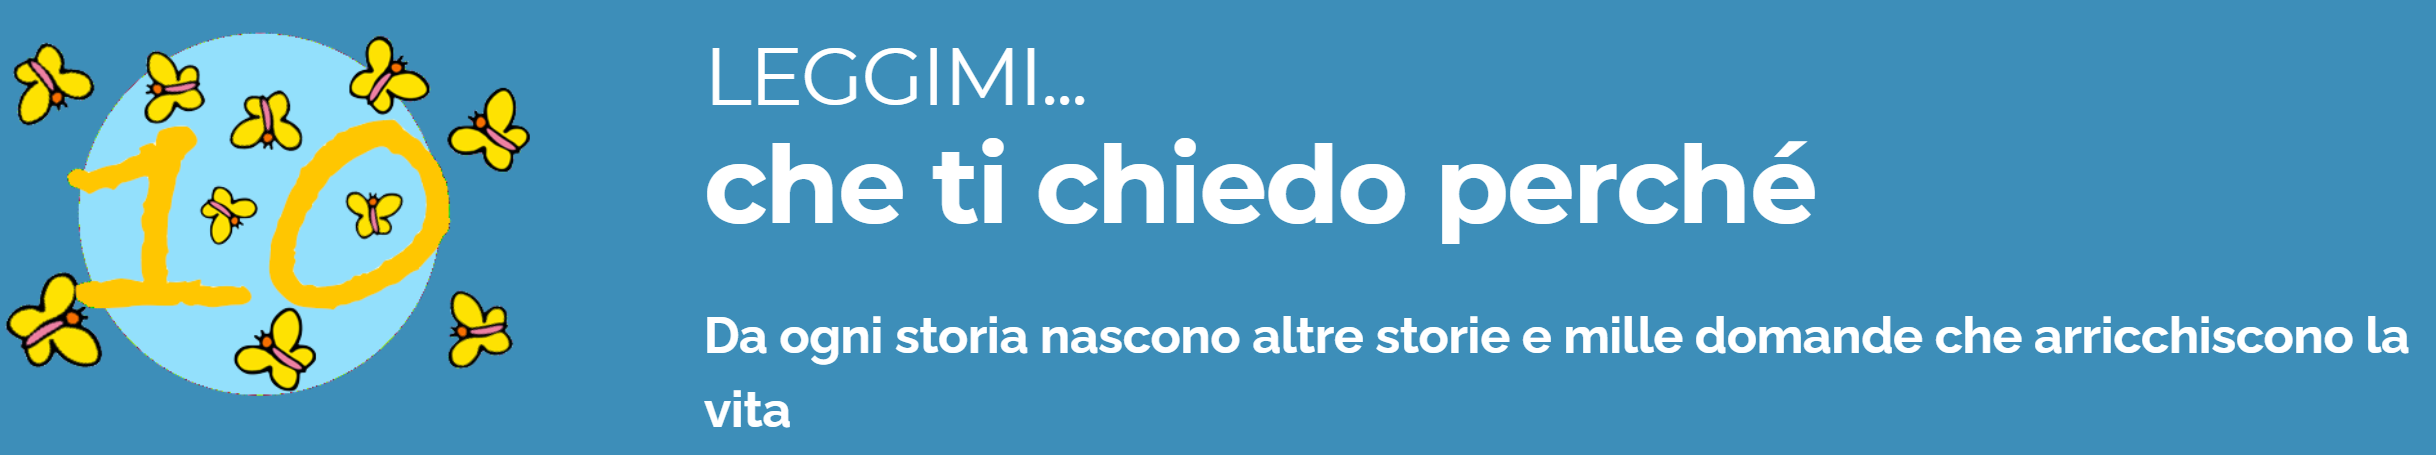 10
LEGGIMI...
che ti chiedo perché
Da ogni storia nascono altre storie e mille domande che arricchiscono la
vita